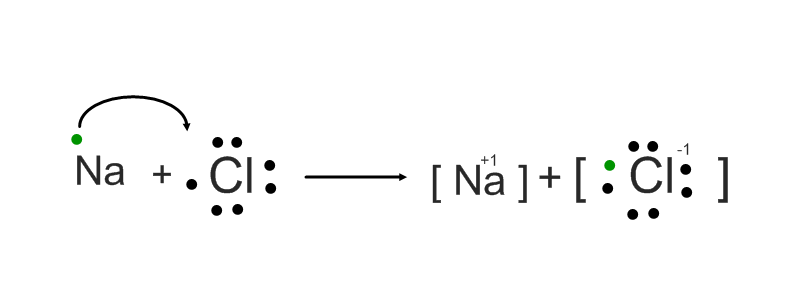 Na + Cl [ Na +1 ] + [ Cl -1 ]